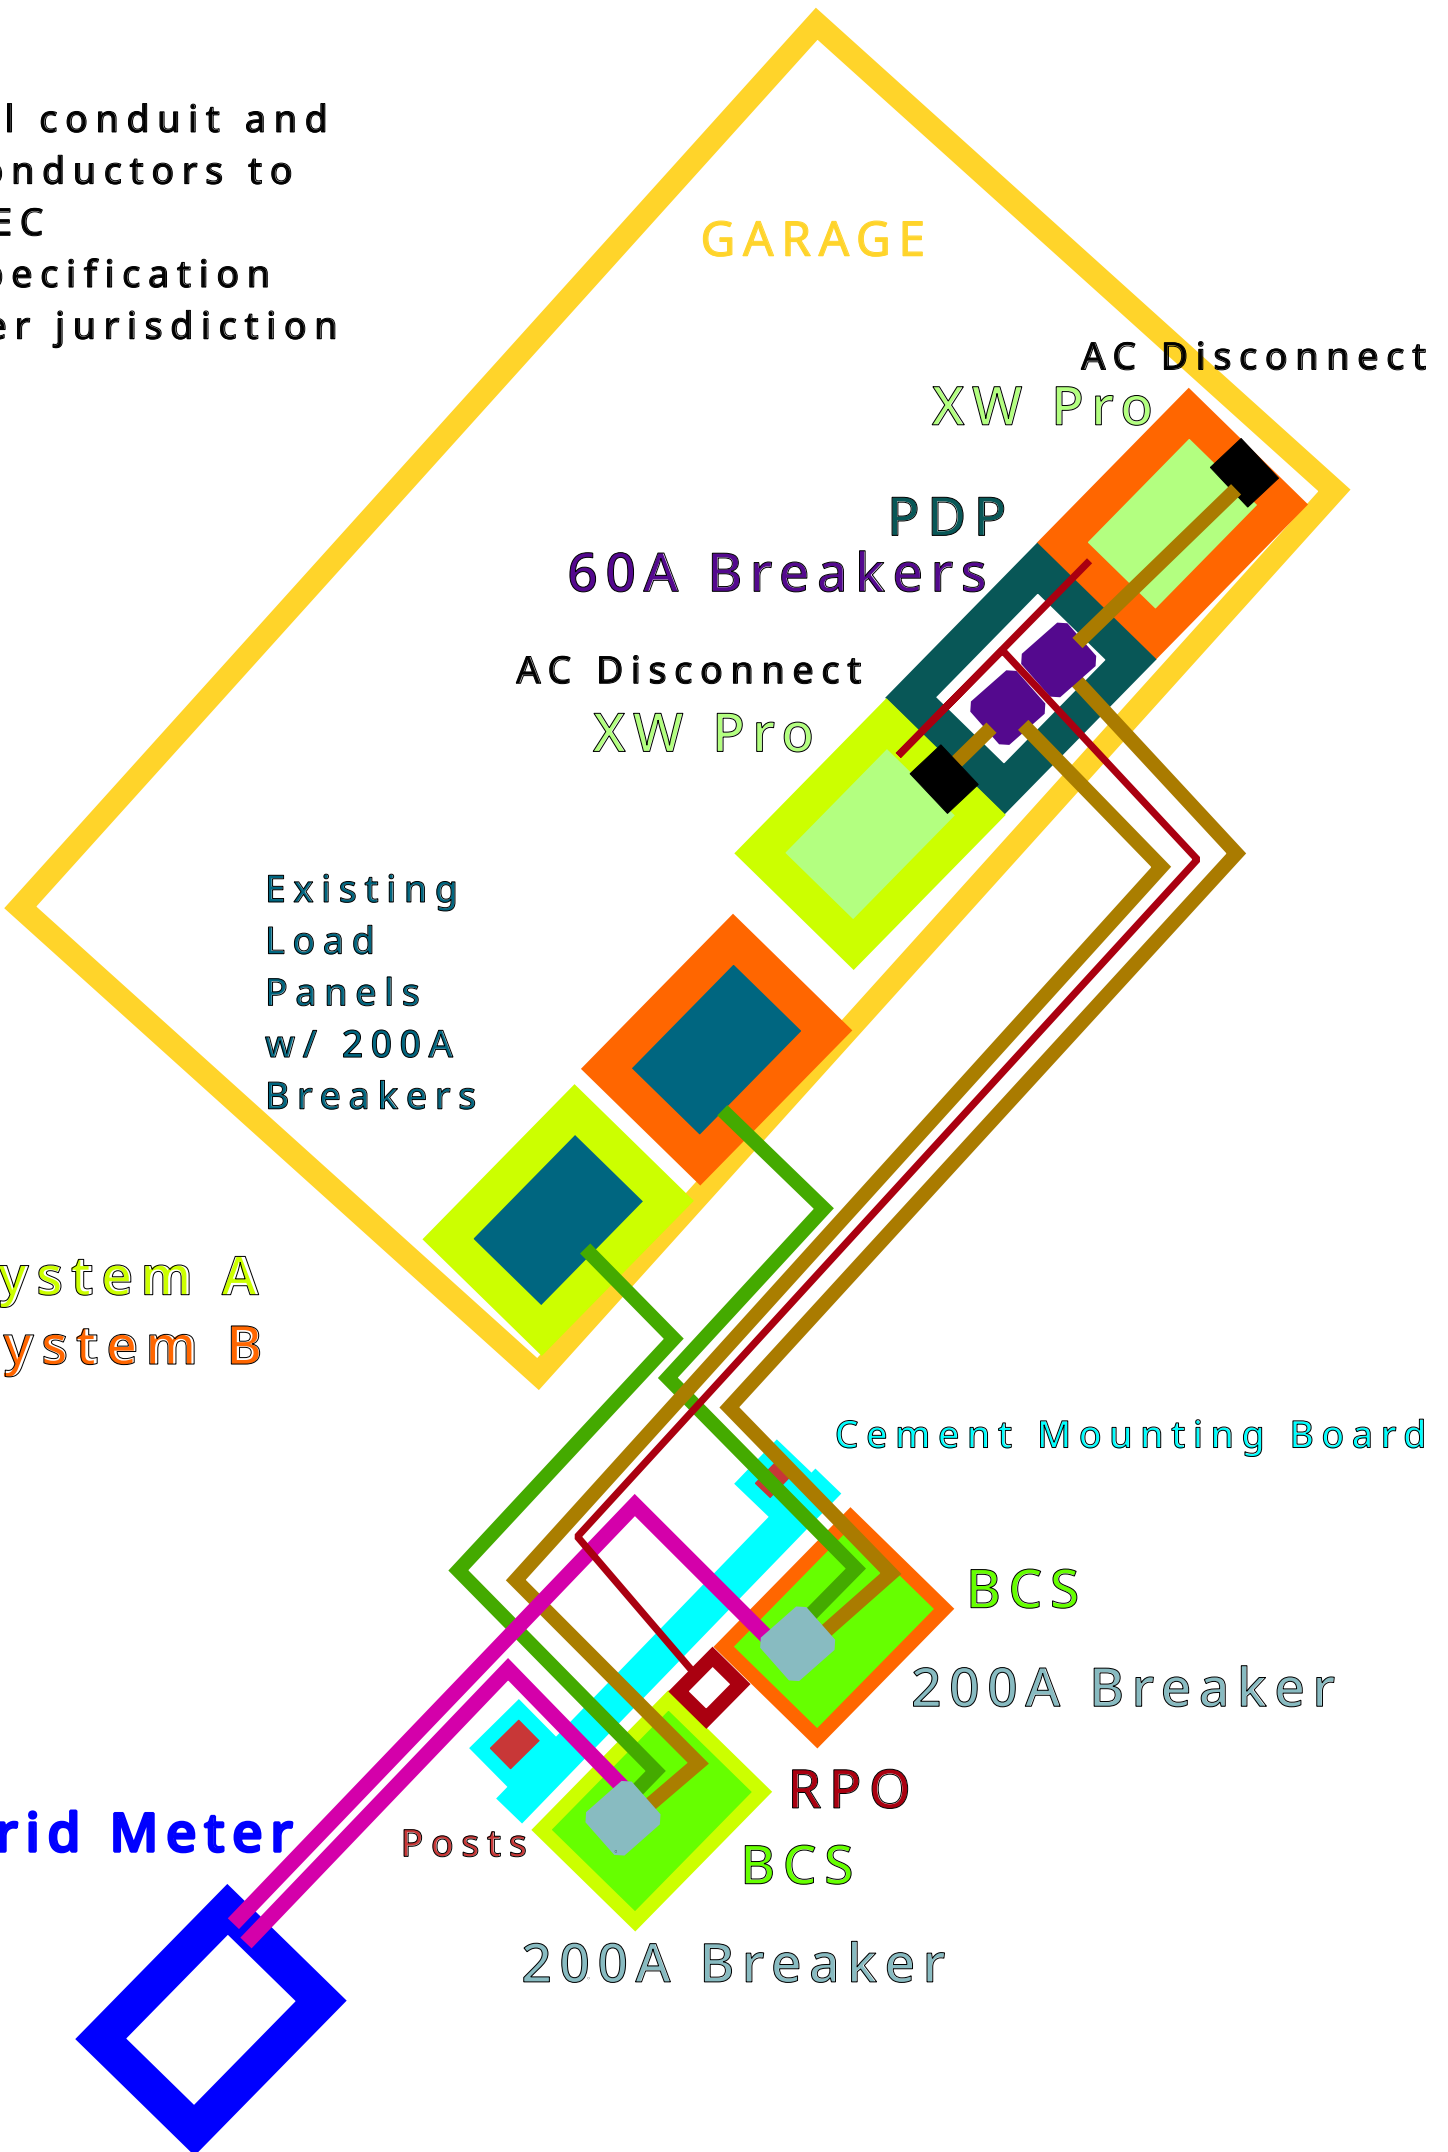 l conduit and
onductors to
EC
pecification
er jurisdiction
GARAGE
AC Disconnect
XW Pro
PDP
60A Breakers
AC Disconnect
XW Pro
Existing
Load
Panels
w/ 200A
Breakers
ystem A
ystem B
Cement Mounting Board
BCS
200A Breaker
RPO
Posts
BCS
rid Meter
200A Breaker